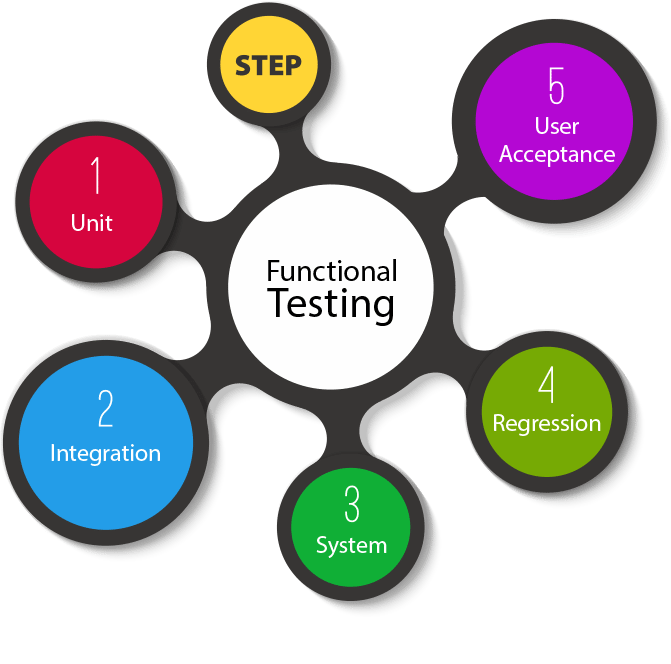 STEP
1
Unit
2
Integration
3
System
4
Regression
5
User
Acceptance
Functional
Testing